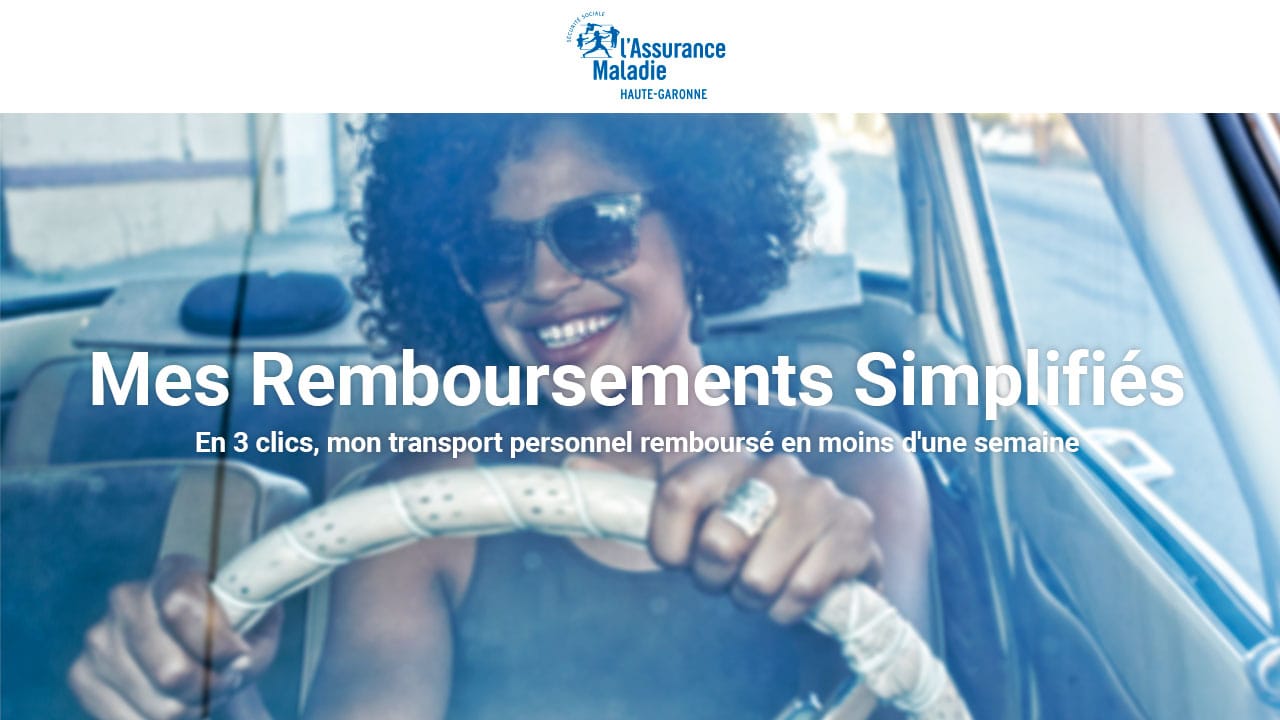 SÉCURITÉ SOCIALE
l'Assurance
Maladie
HAUTE-GARONNE
Mes Remboursements Simplifiés
En 3 clics, mon transport personnel remboursé en moins d'une semaine